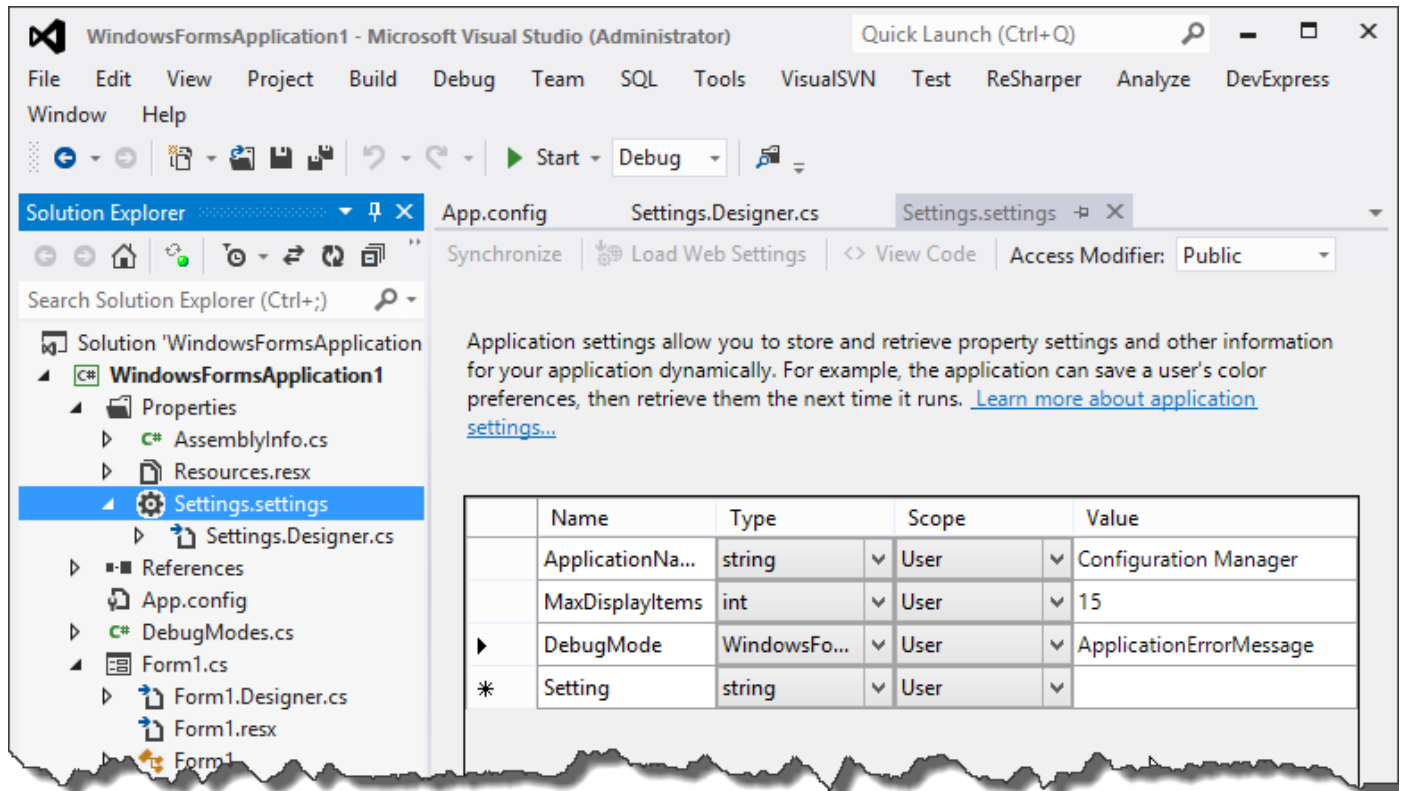 WindowsFormsApplication1 - Microsoft Visual Studio (Administrator)
Quick Launch (Ctrl+Q)
File Edit View Project Build Debug Team SQL Tools VisualSVN Test ReSharper Analyze DevExpress
Window Help
Start Debug
Solution Explorer
App.config Settings.Designer.cs Settings.settings
Synchronize Load Web Settings <> View Code Access Modifier: Public
Search Solution Explorer (Ctrl+;)
Solution 'WindowsFormsApplication
C# WindowsFormsApplication1
Properties
C# AssemblyInfo.cs
Resources.resx
Settings.settings
Settings.Designer.cs
References
App.config
C# DebugModes.cs
Form1.cs
Form1.Designer.cs
Form1.resx
Form1
Application settings allow you to store and retrieve property settings and other information
for your application dynamically. For example, the application can save a user's color
preferences, then retrieve them the next time it runs. Learn more about application
settings...
Name Type Scope Value
ApplicationNa... string User Configuration Manager
MaxDisplayItems int User 15
DebugMode WindowsFo... User ApplicationErrorMessage
Setting string User